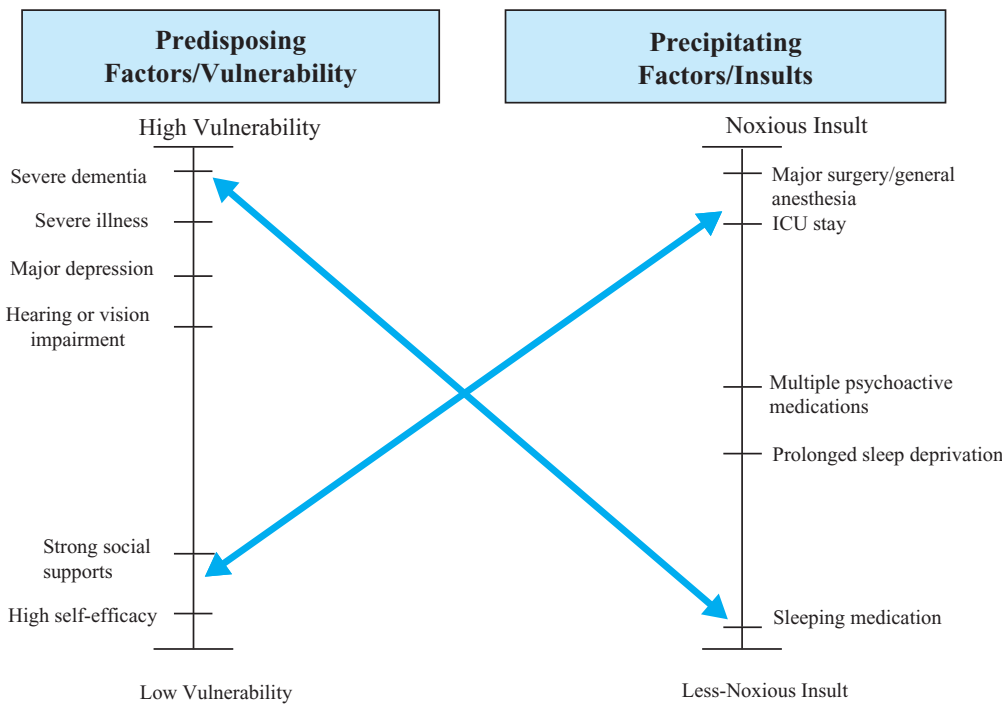 Predisposing
Factors/Vulnerability
High Vulnerability
Severe dementia
Severe illness
Major depression
Hearing or vision
impairment
Strong social
supports
High self-efficacy
Low Vulnerability
Precipitating
Factors/Insults
Noxious Insult
Major surgery/general
anesthesia
ICU stay
Multiple psychoactive
medications
Prolonged sleep deprivation
Sleeping medication
Less-Noxious Insult